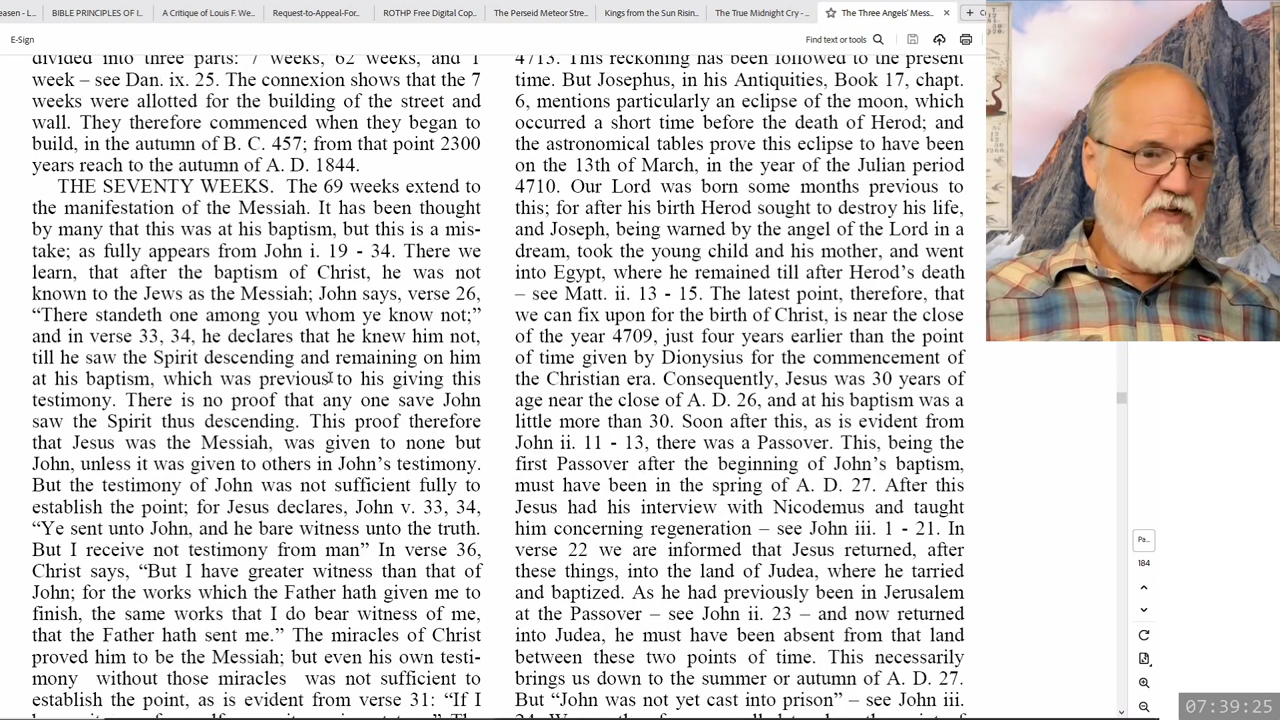 easen - L...
BIBLE PRINCIPLES OF I...
A Critique of Louis F. We...
Request-to-Appeal-For...
ROTHP Free Digital Cop...
The Perseid Meteor Stre...
Kings from the Sun Risin...
The True Midnight Cry - ...
The Three Angels' Mess...
E-Sign
Find text or tools
divided into three parts: 7 weeks, 62 weeks, and 1
week – see Dan. ix. 25. The connexion shows that the 7
weeks were allotted for the building of the street and
wall. They therefore commenced when they began to
build, in the autumn of B. C. 457; from that point 2300
years reach to the autumn of A. D. 1844.
THE SEVENTY WEEKS. The 69 weeks extend to
the manifestation of the Messiah. It has been thought
by many that this was at his baptism, but this is a mis-
take; as fully appears from John i. 19 - 34. There we
learn, that after the baptism of Christ, he was not
known to the Jews as the Messiah; John says, verse 26,
“There standeth one among you whom ye know not;”
and in verse 33, 34, he declares that he knew him not,
till he saw the Spirit descending and remaining on him
at his baptism, which was previous to his giving this
testimony. There is no proof that any one save John
saw the Spirit thus descending. This proof therefore
that Jesus was the Messiah, was given to none but
John, unless it was given to others in John’s testimony.
But the testimony of John was not sufficient fully to
establish the point; for Jesus declares, John v. 33, 34,
“Ye sent unto John, and he bare witness unto the truth.
But I receive not testimony from man” In verse 36,
Christ says, “But I have greater witness than that of
John; for the works which the Father hath given me to
finish, the same works that I do bear witness of me,
that the Father hath sent me.” The miracles of Christ
proved him to be the Messiah; but even his own testi-
mony without those miracles was not sufficient to
establish the point, as is evident from verse 31: “If I
4713. This reckoning has been followed to the present
time. But Josephus, in his Antiquities, Book 17, chapt.
6, mentions particularly an eclipse of the moon, which
occurred a short time before the death of Herod; and
the astronomical tables prove this eclipse to have been
on the 13th of March, in the year of the Julian period
4710. Our Lord was born some months previous to
this; for after his birth Herod sought to destroy his life,
and Joseph, being warned by the angel of the Lord in a
dream, took the young child and his mother, and went
into Egypt, where he remained till after Herod’s death
– see Matt. ii. 13 - 15. The latest point, therefore, that
we can fix upon for the birth of Christ, is near the close
of the year 4709, just four years earlier than the point
of time given by Dionysius for the commencement of
the Christian era. Consequently, Jesus was 30 years of
age near the close of A. D. 26, and at his baptism was a
little more than 30. Soon after this, as is evident from
John ii. 11 - 13, there was a Passover. This, being the
first Passover after the beginning of John’s baptism,
must have been in the spring of A. D. 27. After this
Jesus had his interview with Nicodemus and taught
him concerning regeneration – see John iii. 1 - 21. In
verse 22 we are informed that Jesus returned, after
these things, into the land of Judea, where he tarried
and baptized. As he had previously been in Jerusalem
at the Passover – see John ii. 23 – and now returned
into Judea, he must have been absent from that land
between these two points of time. This necessarily
brings us down to the summer or autumn of A. D. 27.
But “John was not yet cast into prison” – see John iii.
Pa...
184
07:39:25